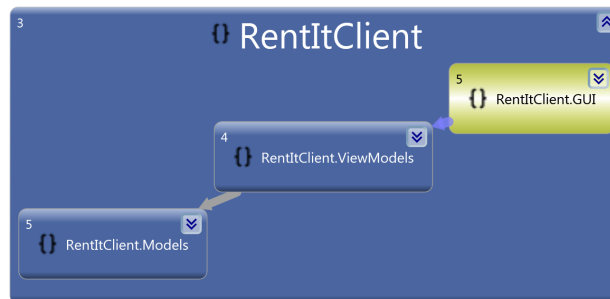 3
{} RentItClient
5
{} RentItClient.GUI
4
{} RentItClient.ViewModels
5
{} RentItClient.Models